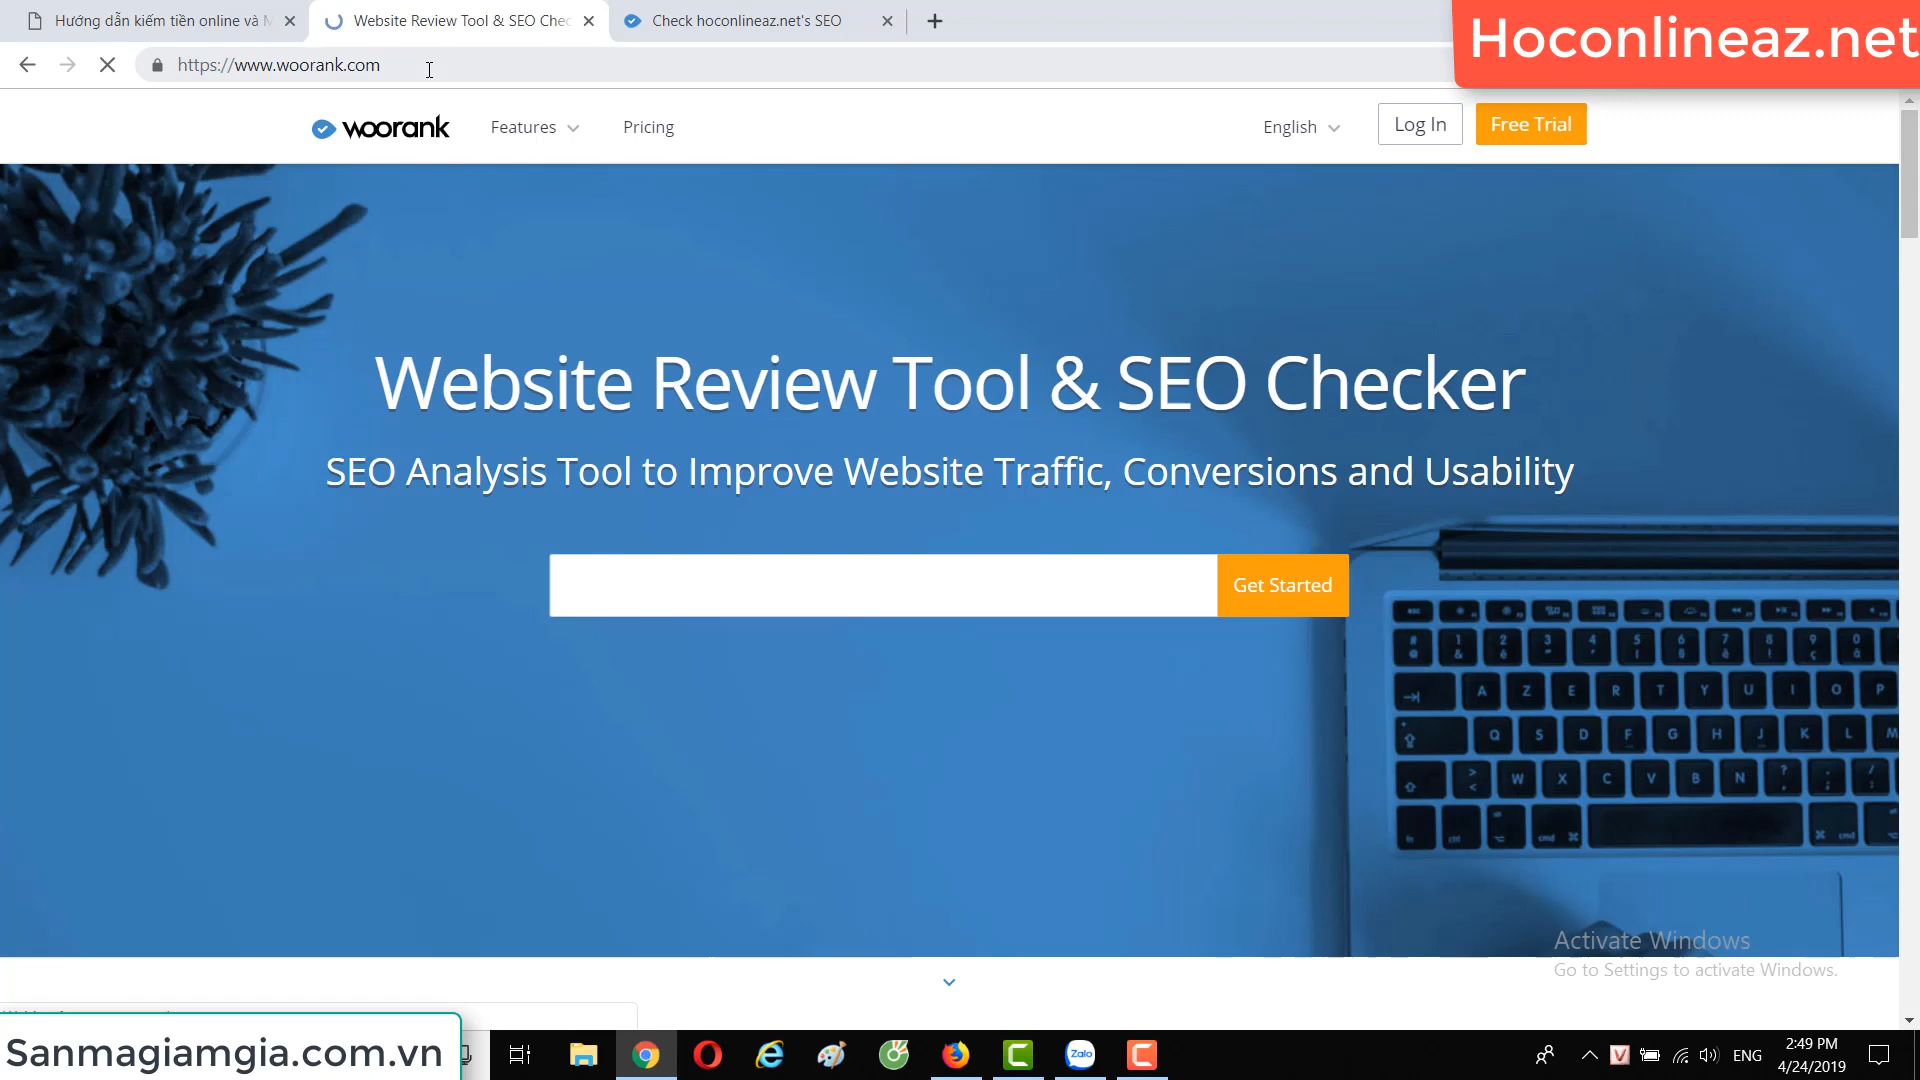 Hướng dẫn kiếm tiền online và M
Website Review Tool & SEO Chec
Check hoconlineaz.net's SEO
Hoconlineaz.net
https://www.woorank.com
woorank
Features
Pricing
English
Log In
Free Trial
Website Review Tool & SEO Checker
SEO Analysis Tool to Improve Website Traffic, Conversions and Usability
Get Started
Activate Windows
Go to Settings to activate Windows.
Sanmagiamgia.com.vn
Zalo
ENG
2:49 PM
4/24/2019